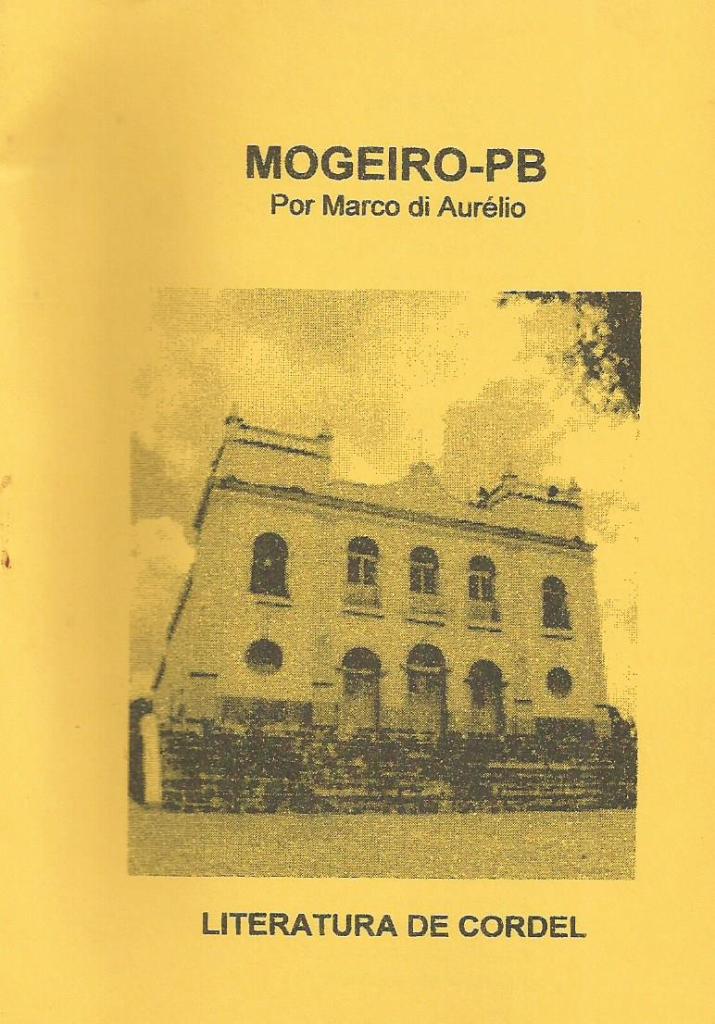 MOGEIRO-PB
Por Marco di Aurélio
LITERATURA DE CORDEL